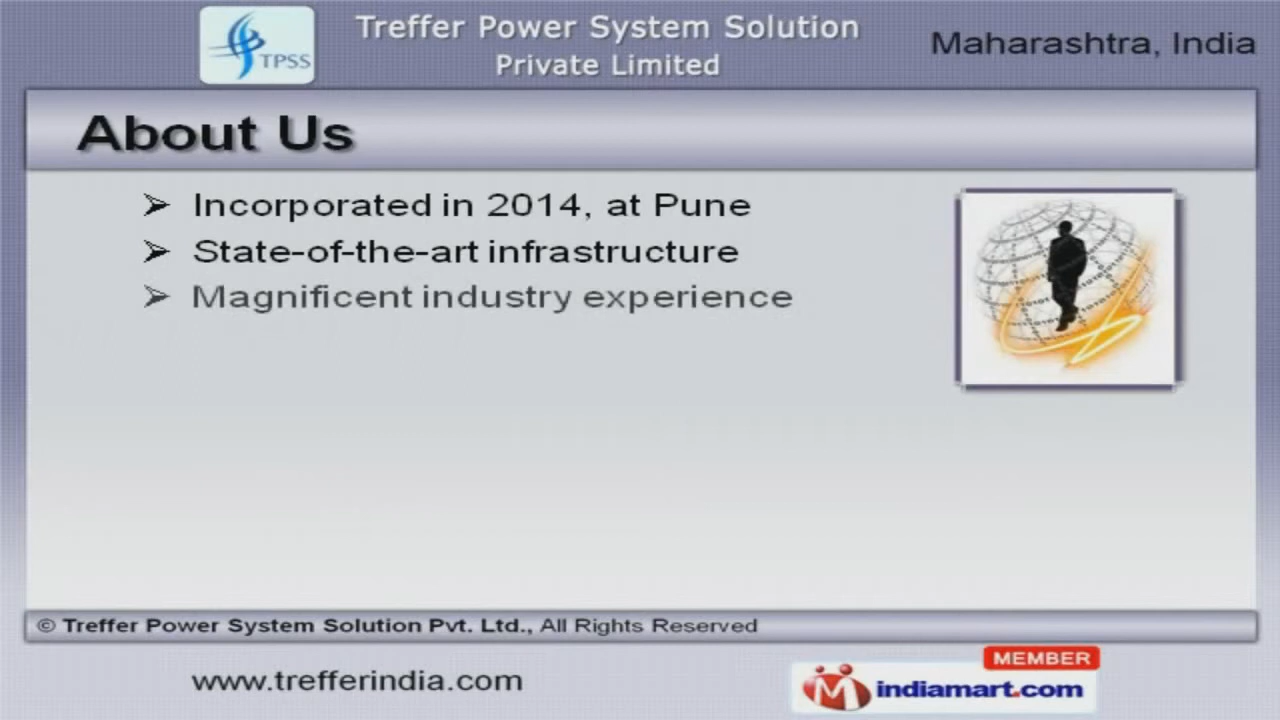 TPSS
Treffer Power System Solution
Private Limited
Maharashtra, India
About Us
Incorporated in 2014, at Pune
State-of-the-art infrastructure
Magnificent industry experience
© Treffer Power System Solution Pvt. Ltd., All Rights Reserved
www.trefferindia.com
MEMBER
indiamart.com